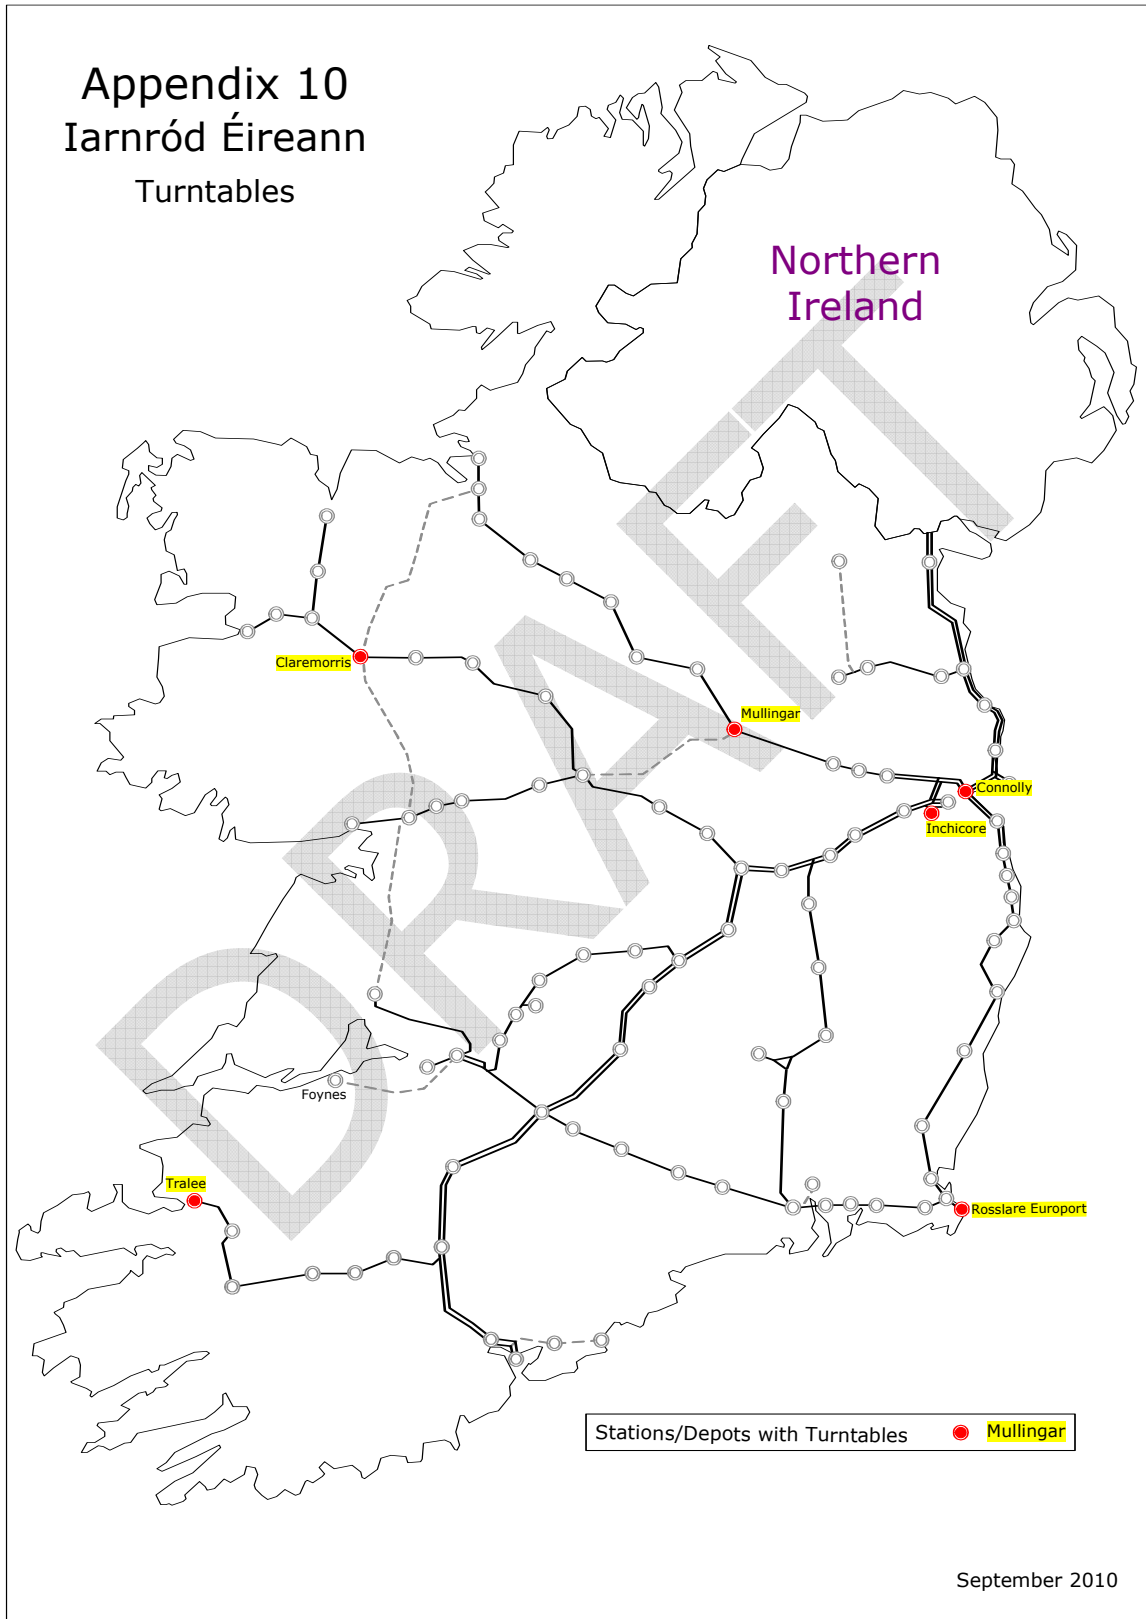 Appendix 10
Iarnród Éireann
Turntables
Northern
Ireland
DRAFT
Claremorris
Mullingar
Connolly
Inchicore
Foynes
Tralee
Rosslare Europort
Stations/Depots with Turntables
Mullingar
September 2010